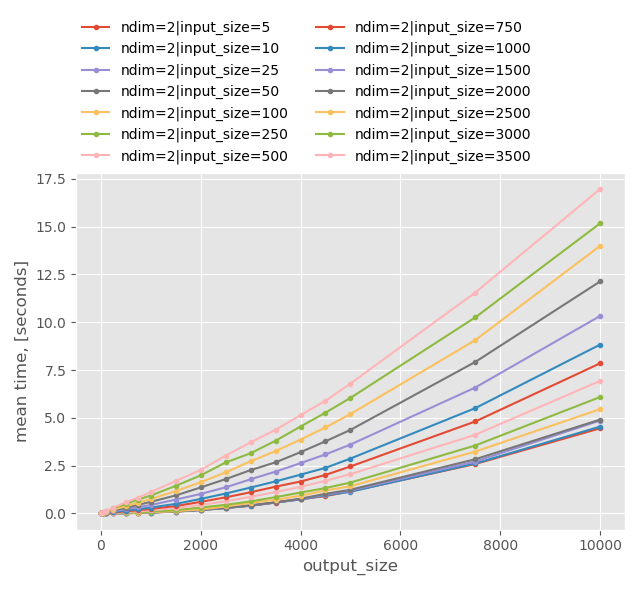 ndim=2|input_size=5 ndim=2|input_size=750
ndim=2|input_size=10 ndim=2|input_size=1000
ndim=2|input_size=25 ndim=2|input_size=1500
ndim=2|input_size=50 ndim=2|input_size=2000
ndim=2|input_size=100 ndim=2|input_size=2500
ndim=2|input_size=250 ndim=2|input_size=3000
ndim=2|input_size=500 ndim=2|input_size=3500
17.5
15.0
12.5
10.0
7.5
5.0
2.5
0.0
mean time, [seconds]
0 2000 4000 6000 8000 10000
output_size